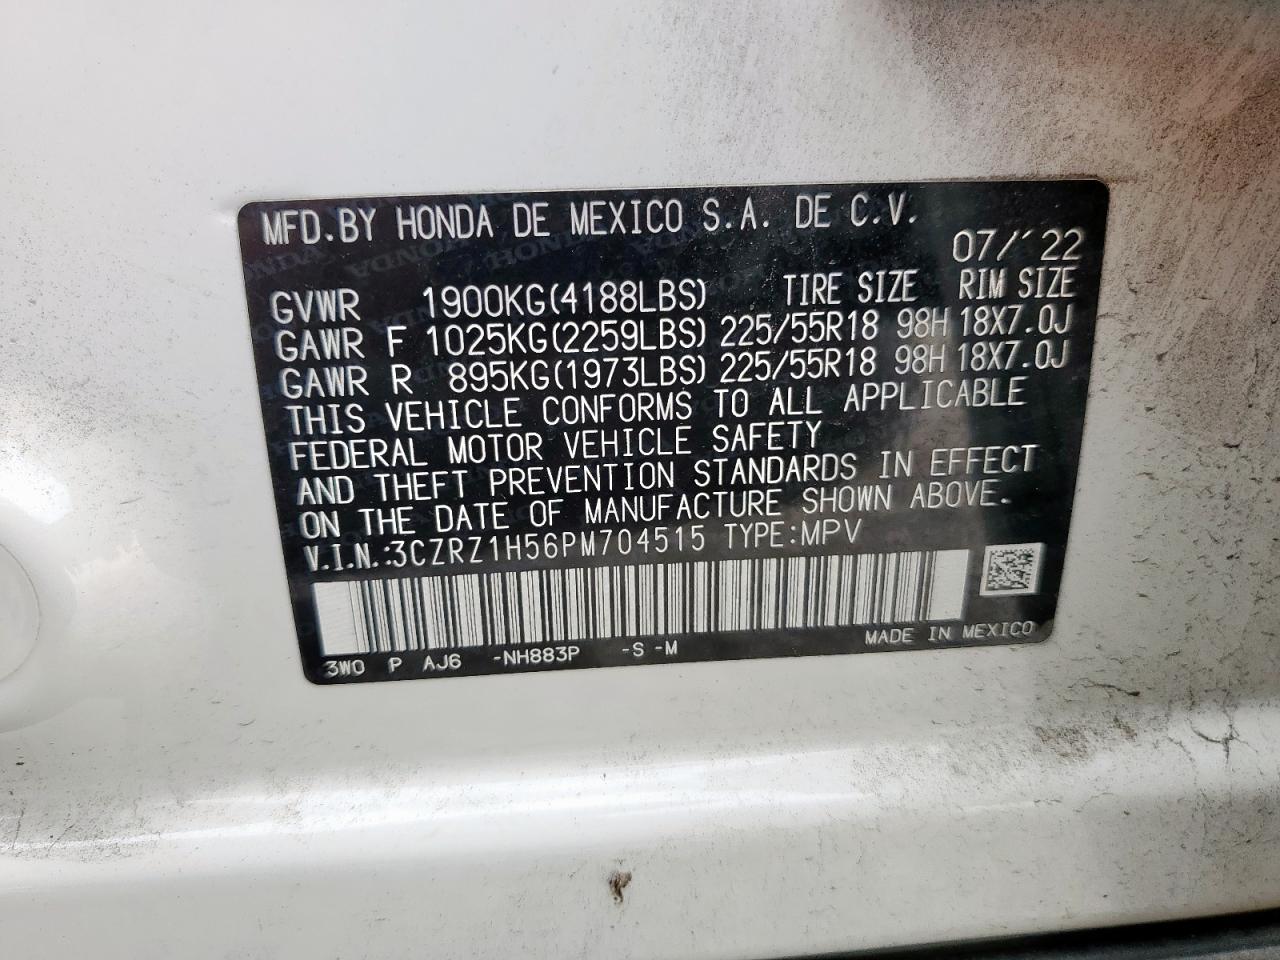 MFD.BY HONDA DE MEXICO S.A. DE C.V.
07/´22
GVWR 1900KG(4188LBS) TIRE SIZE RIM SIZE
GAWR F 1025KG(2259LBS) 225/55R18 98H 18X7.0J
GAWR R 895KG(1973LBS) 225/55R18 98H 18X7.0J
THIS VEHICLE CONFORMS TO ALL APPLICABLE
FEDERAL MOTOR VEHICLE SAFETY
AND THEFT PREVENTION STANDARDS IN EFFECT
ON THE DATE OF MANUFACTURE SHOWN ABOVE.
V.I.N.:3CZRZ1H56PM704515 TYPE:MPV
3W0 P AJ6 -NH883P -S -M MADE IN MEXICO